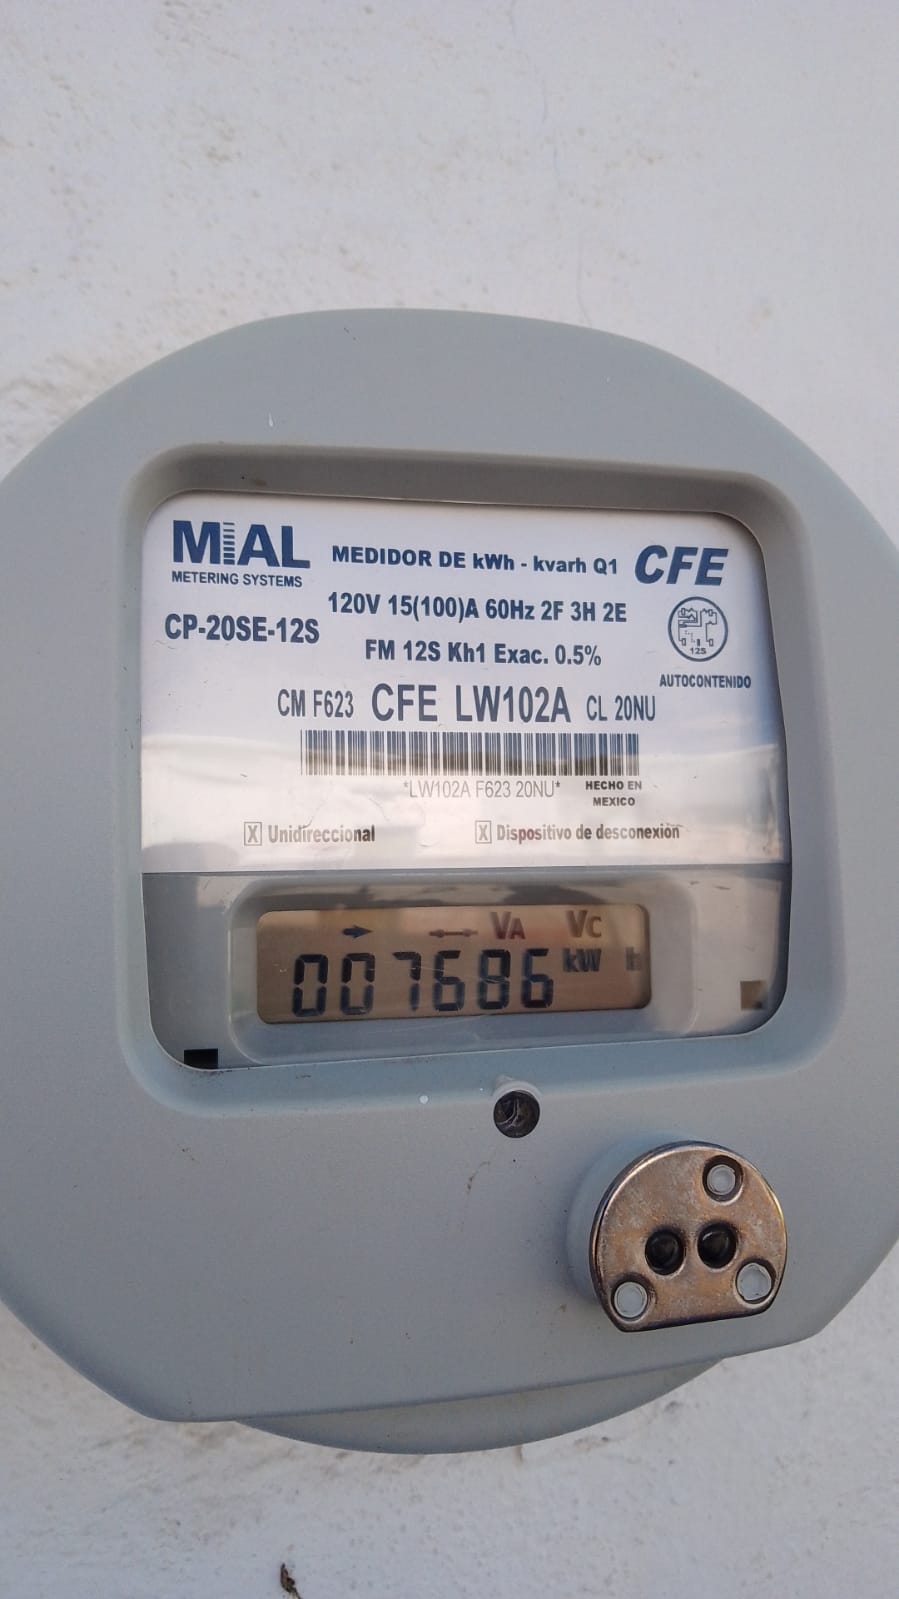 MIAL
METERING SYSTEMS
MEDIDOR DE kWh - kvarh Q1
CFE
CP-20SE-12S
120V 15(100)A 60Hz 2F 3H 2E
FM 12S Kh1 Exac. 0.5%
12S
AUTOCONTENIDO
CM F623 CFE LW102A CL 20NU
*LW102A F623 20NU*
HECHO EN
MEXICO
X Unidireccional
X Dispositivo de desconexión
VA VC
007686 kW h